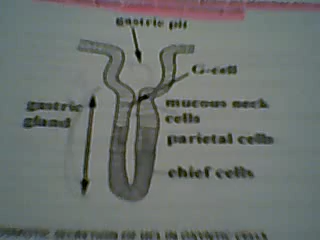 gastric pit
G-cell
gastric
gland
mucous neck
cells
parietal cells
chief cells